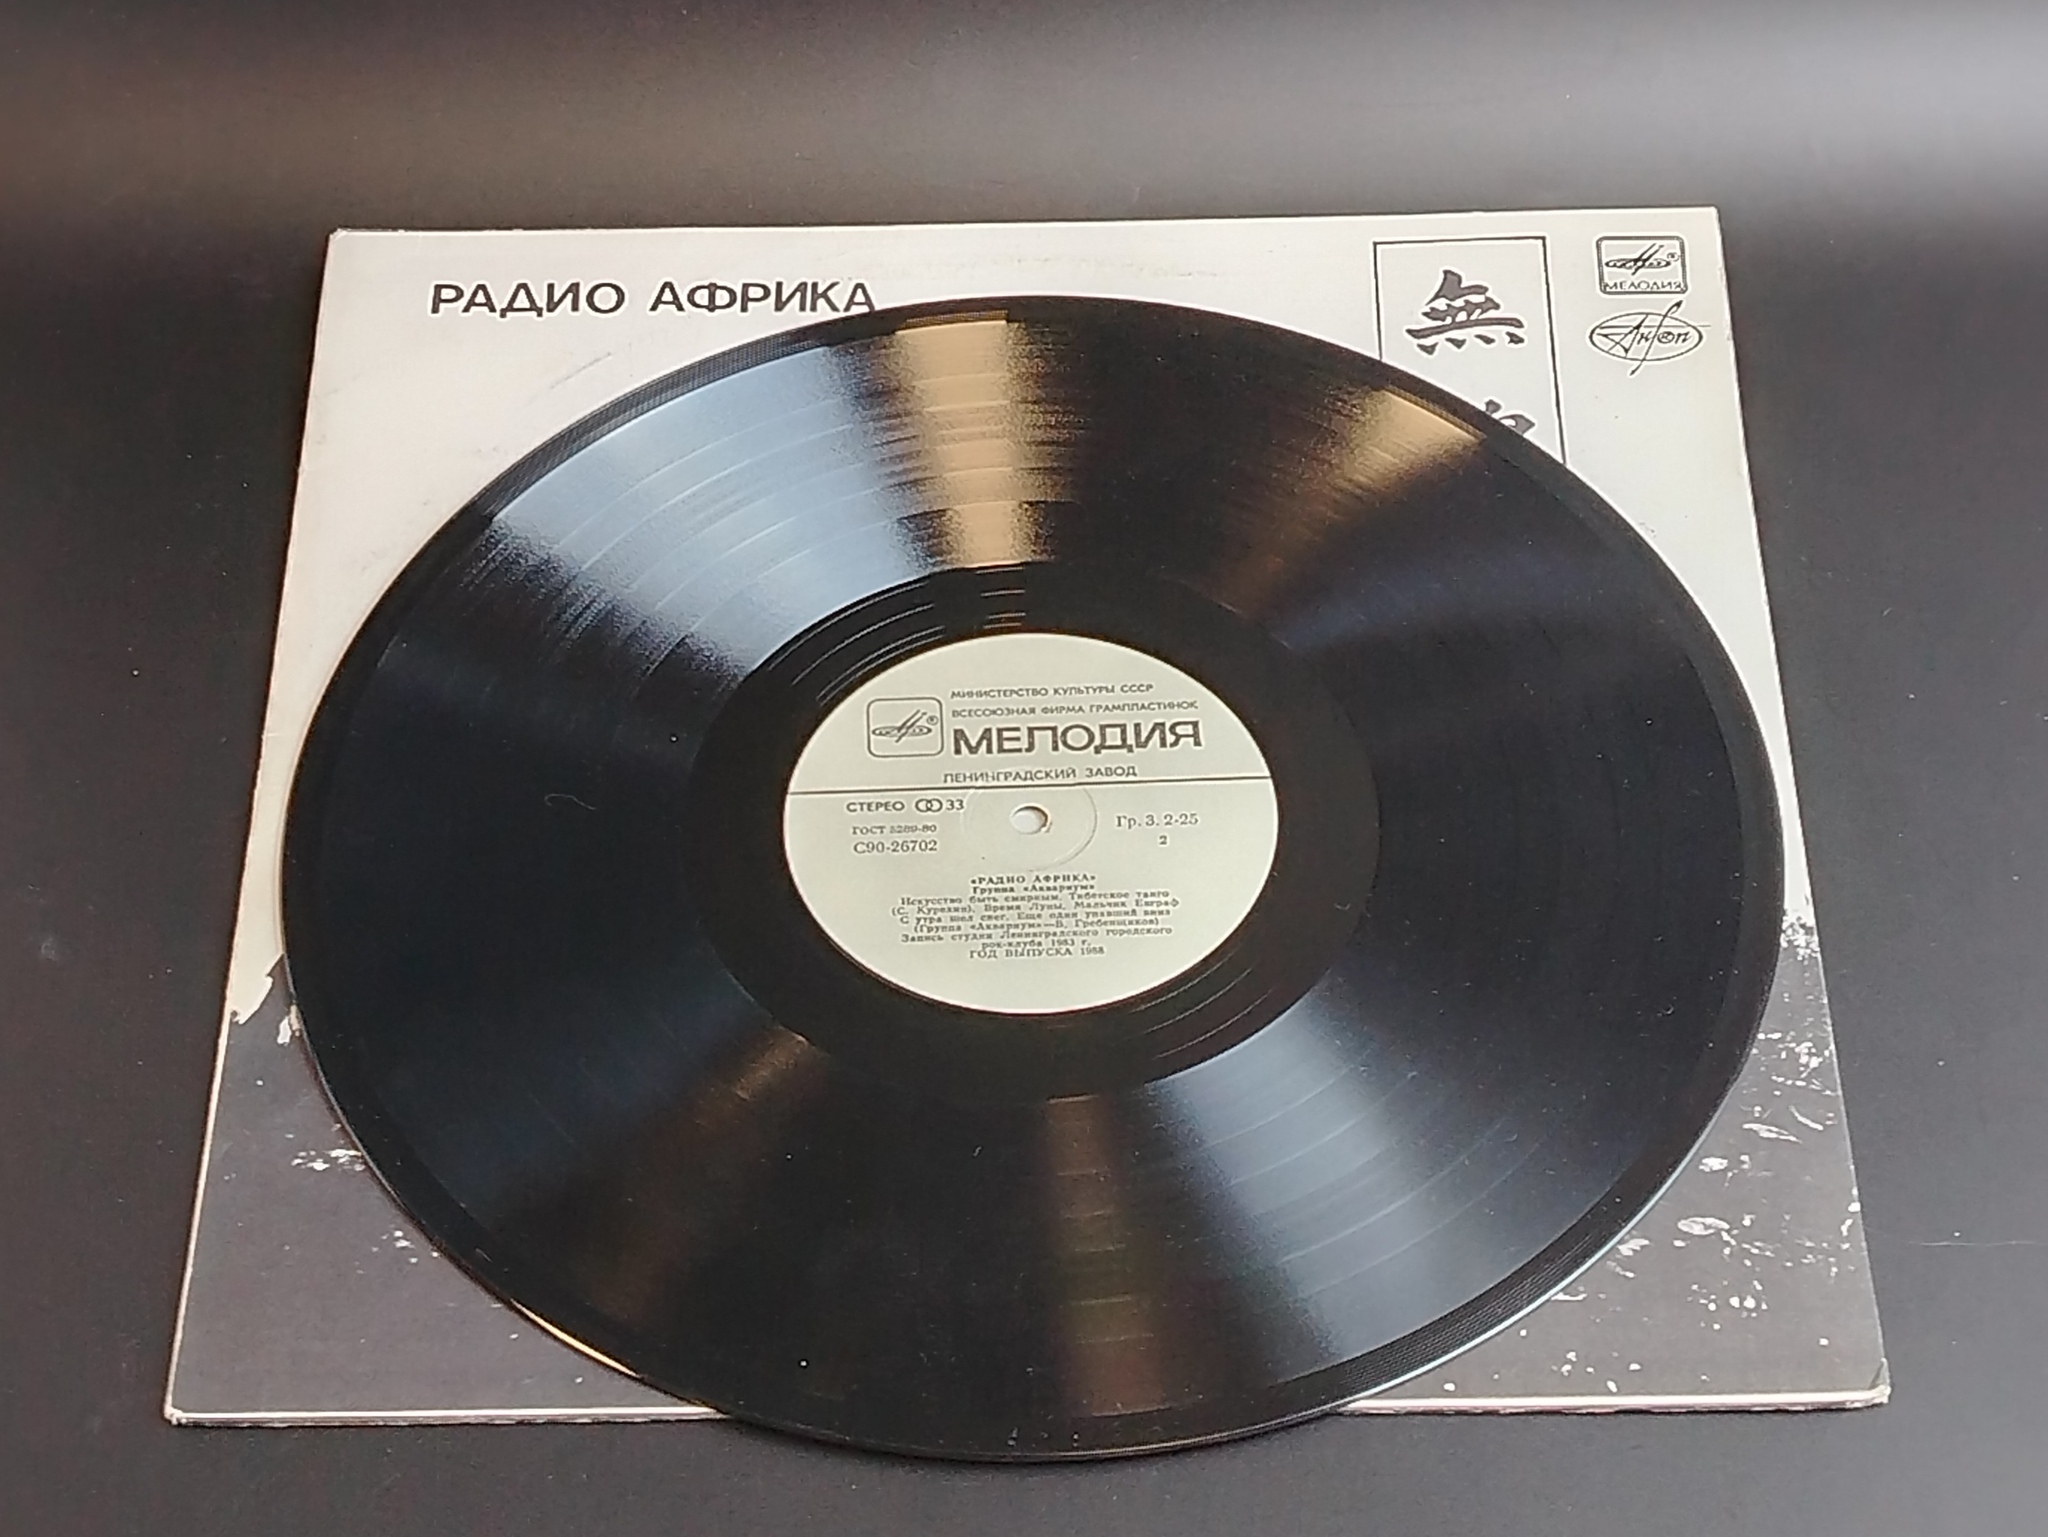 РАДИО АФРИКА
無
МЕЛОДИЯ
Анроп
МИНИСТЕРСТВО КУЛЬТУРЫ СССР
ВСЕСОЮЗНАЯ ФИРМА ГРАМПЛАСТИНОК
МЕЛОДИЯ
ЛЕНИНГРАДСКИЙ ЗАВОД
СТЕРЕО 33
ГОСТ 5289-80
С90-26702
Гр. 3. 2-25
2
«РАДИО АФРИКА»
Группа «Аквариум»
Искусство быть смирным, Тибетское танго
(С. Курехин), Время Луны, Мальчик Евграф
С утра шел снег, Еще один упавший вниз
(Группа «Аквариум»—Б. Гребенщиков)
Запись студии Ленинградского городского
рок-клуба 1983 г.
ГОД ВЫПУСКА 1988